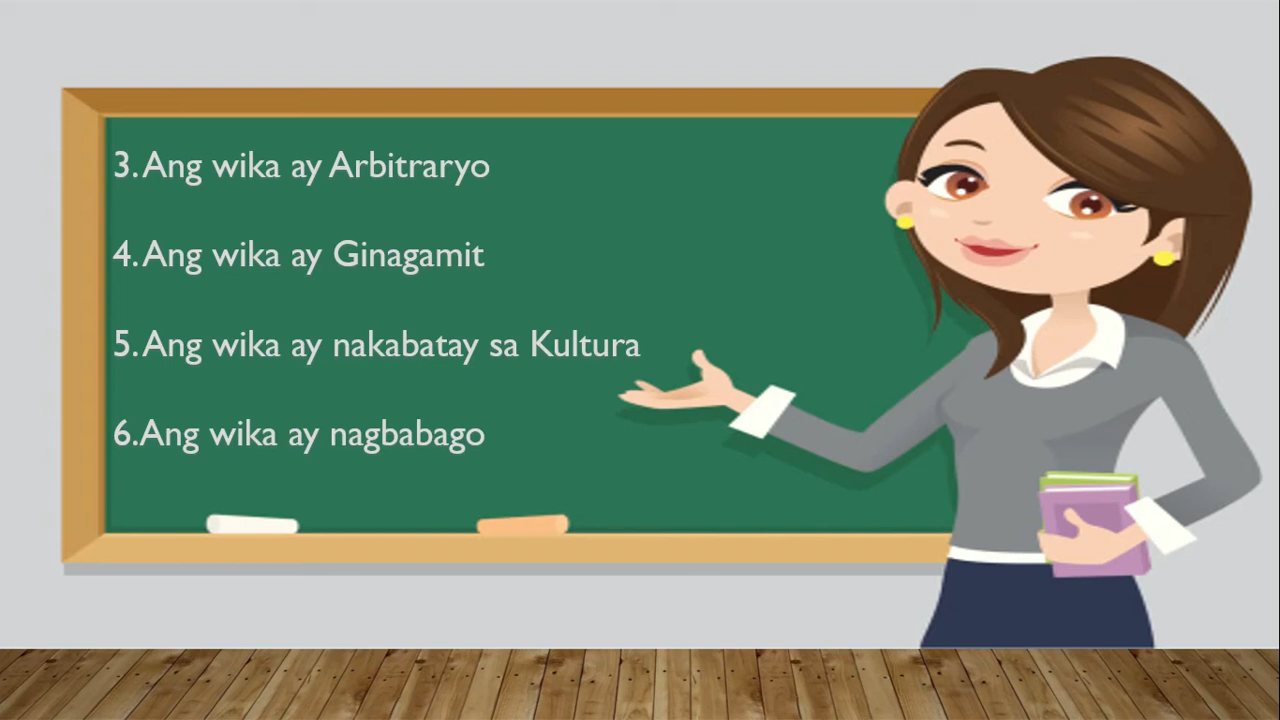 3. Ang wika ay Arbitraryo
4. Ang wika ay Ginagamit
5. Ang wika ay nakabatay sa Kultura
6.Ang wika ay nagbabago